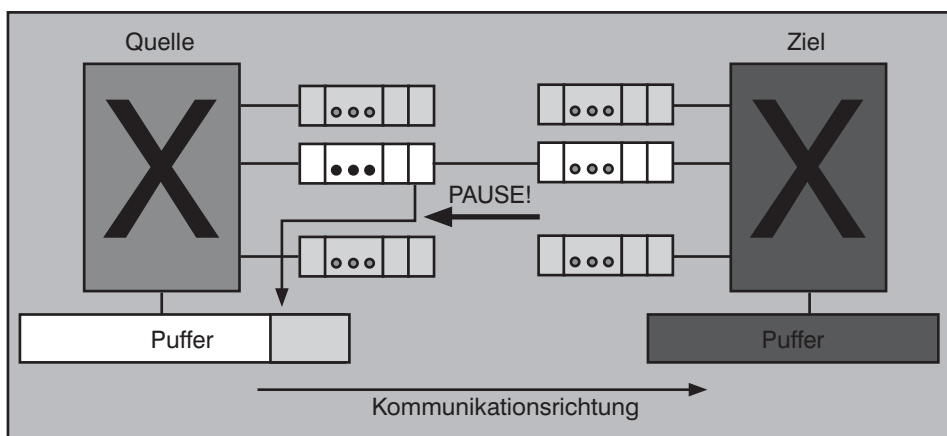 Quelle
Ziel
X
X
PAUSE!
Puffer
Puffer
Kommunikationsrichtung